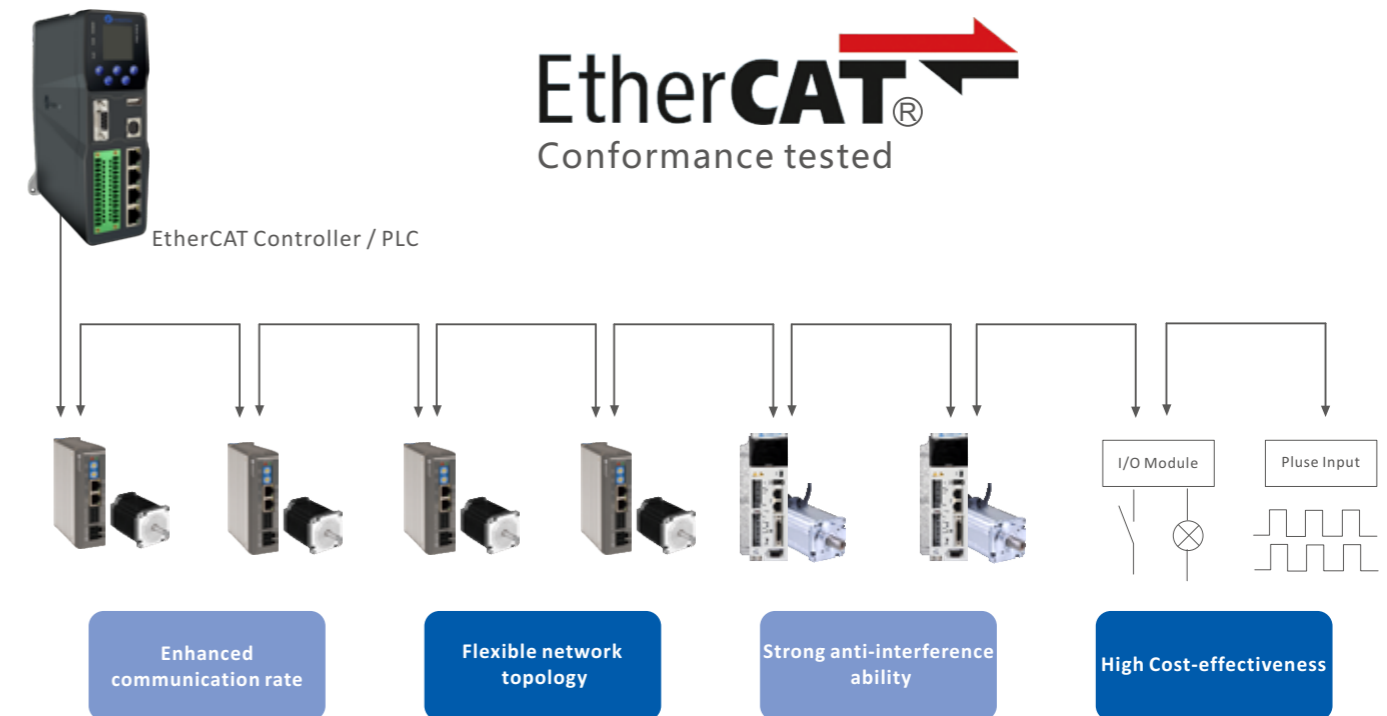 EtherCAT®
Conformance tested
EtherCAT Controller / PLC
I/O Module
Pluse Input
Enhanced
communication rate
Flexible network
topology
Strong anti-interference
ability
High Cost-effectiveness